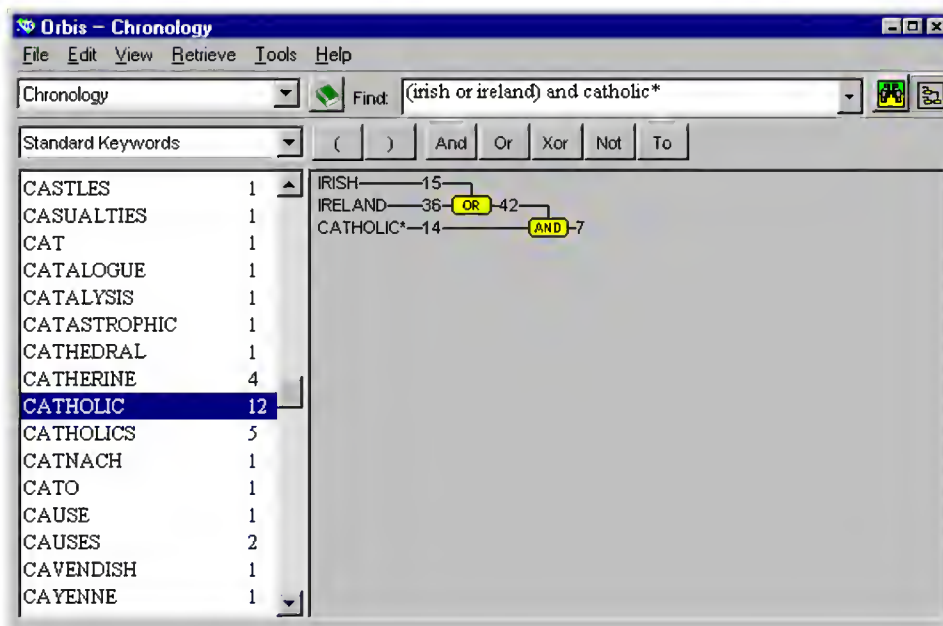 Orbis – Chronology
File Edit View Retrieve Tools Help
Chronology Find: (irish or ireland) and catholic*
Standard Keywords ( ) And Or Xor Not To
CASTLES 1
CASUALTIES 1
CAT 1
CATALOGUE 1
CATALYSIS 1
CATASTROPHIC 1
CATHEDRAL 1
CATHERINE 4
CATHOLIC 12
CATHOLICS 5
CATNACH 1
CATO 1
CAUSE 1
CAUSES 2
CAVENDISH 1
CAYENNE 1
IRISH 15
IRELAND 36 OR 42
CATHOLIC* 14 AND 7